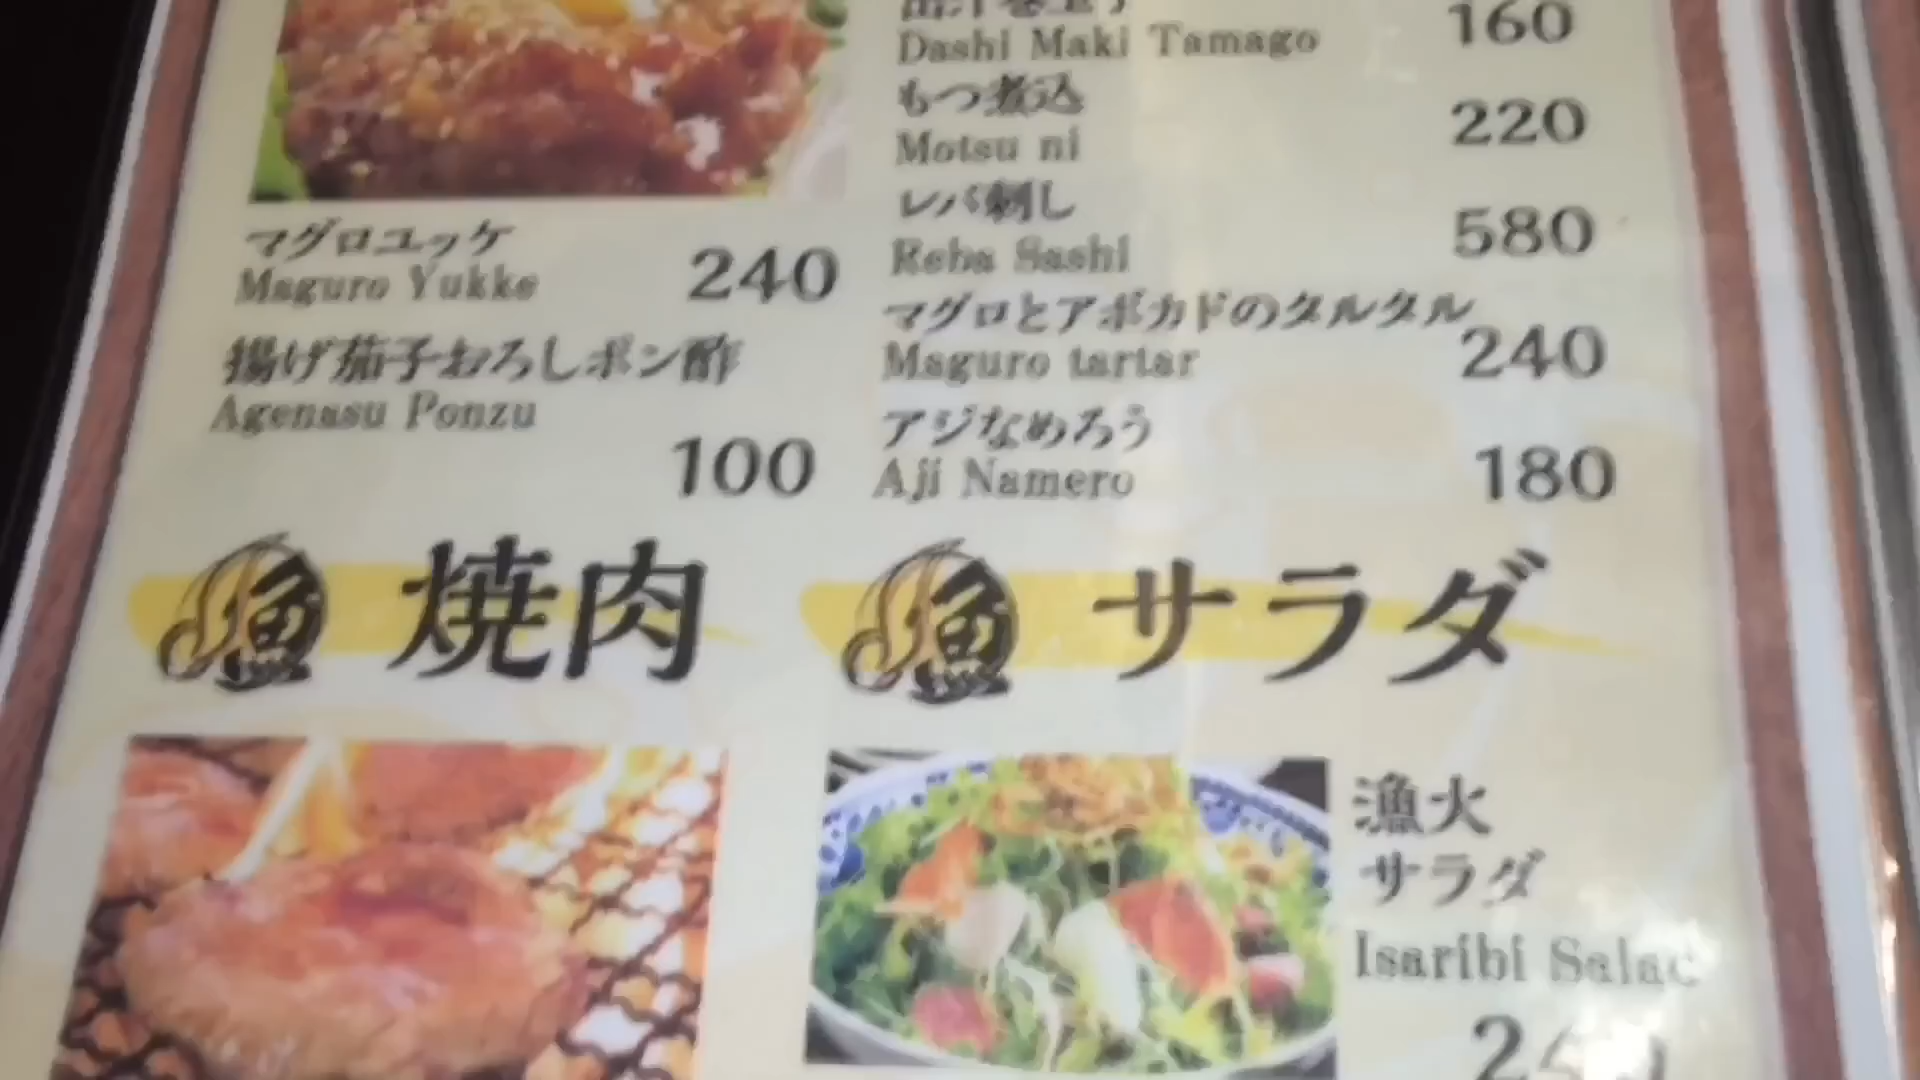 Dashi Maki Tamago 160
もつ煮込
Motsu ni 220
レバ刺し
Reba Sashi 580
マグロとアボカドのタルタル
Maguro tartar 240
アジなめろう
Aji Namero 180
マグロユッケ
Maguro Yukke 240
揚げ茄子おろしポン酢
Agenasu Ponzu
100
焼肉
サラダ
漁火
サラダ
Isaribi Salad